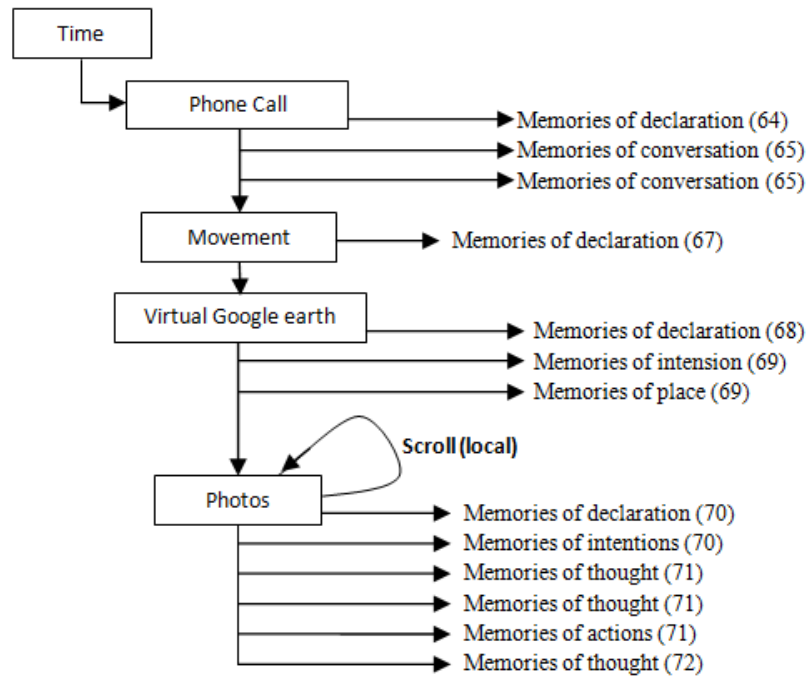 Time
Phone Call
Memories of declaration (64)
Memories of conversation (65)
Memories of conversation (65)
Movement
Memories of declaration (67)
Virtual Google earth
Memories of declaration (68)
Memories of intension (69)
Memories of place (69)
Scroll (local)
Photos
Memories of declaration (70)
Memories of intentions (70)
Memories of thought (71)
Memories of thought (71)
Memories of actions (71)
Memories of thought (72)